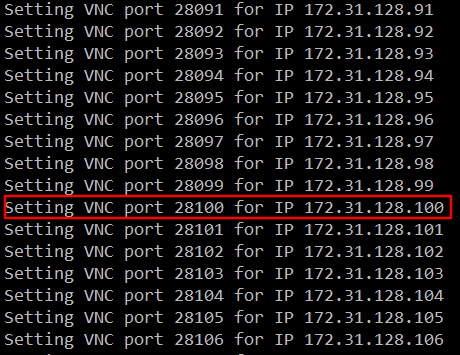 Setting VNC port 28091 for IP 172.31.128.91
Setting VNC port 28092 for IP 172.31.128.92
Setting VNC port 28093 for IP 172.31.128.93
Setting VNC port 28094 for IP 172.31.128.94
Setting VNC port 28095 for IP 172.31.128.95
Setting VNC port 28096 for IP 172.31.128.96
Setting VNC port 28097 for IP 172.31.128.97
Setting VNC port 28098 for IP 172.31.128.98
Setting VNC port 28099 for IP 172.31.128.99
Setting VNC port 28100 for IP 172.31.128.100
Setting VNC port 28101 for IP 172.31.128.101
Setting VNC port 28102 for IP 172.31.128.102
Setting VNC port 28103 for IP 172.31.128.103
Setting VNC port 28104 for IP 172.31.128.104
Setting VNC port 28105 for IP 172.31.128.105
Setting VNC port 28106 for IP 172.31.128.106